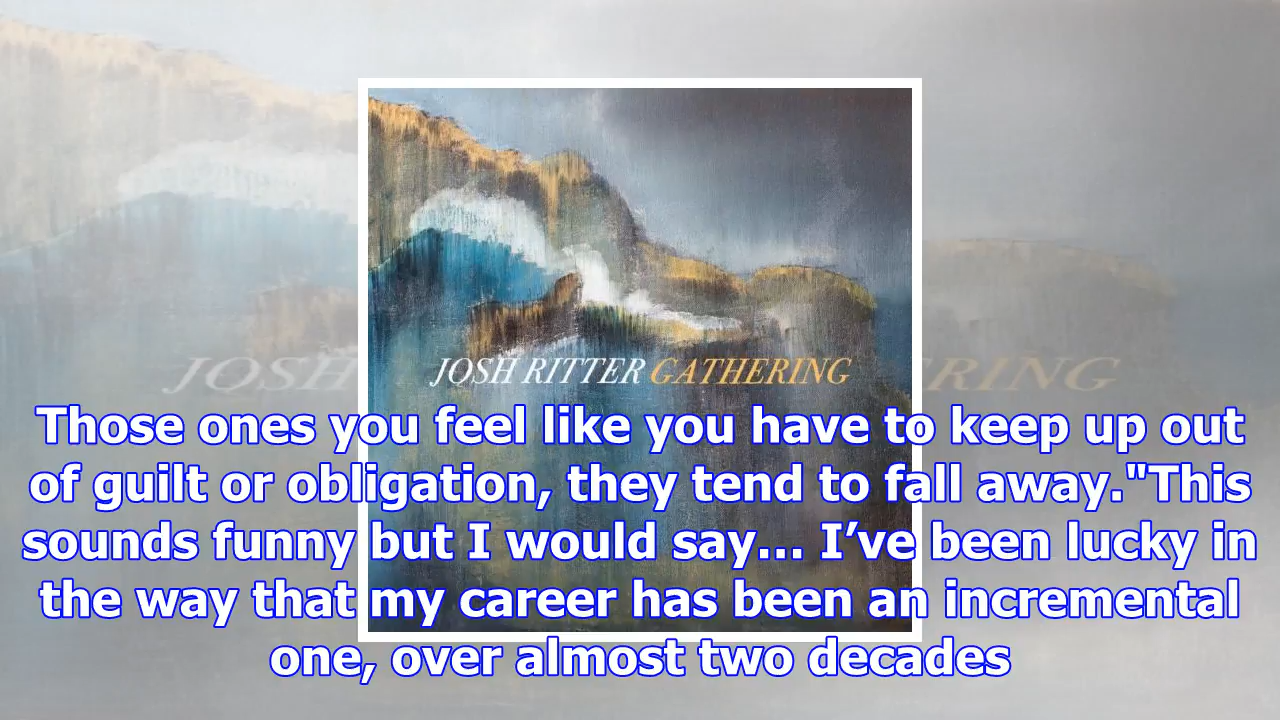 JOSH RITTER GATHERING
JOSH
RING
Those ones you feel like you have to keep up out
of guilt or obligation, they tend to fall away."This
sounds funny but I would say... I’ve been lucky in
the way that my career has been an incremental
one, over almost two decades